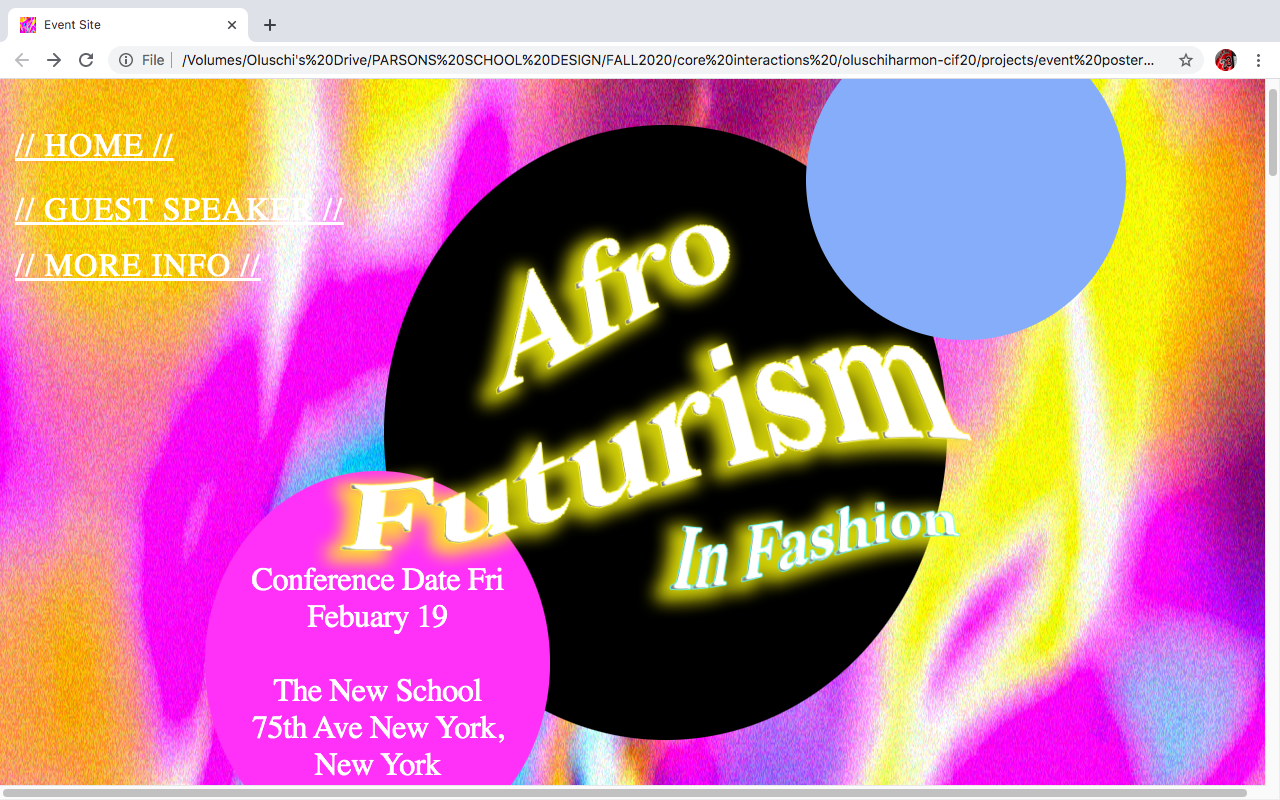 Event Site
File
/Volumes/Oluschi's%20Drive/PARSONS%20SCHOOL%20DESIGN/FALL2020/core%20interactions%20/oluschiharmon-cif20/projects/event%20poster...
// HOME //
// GUEST SPEAKER //
// MORE INFO //
Afro
Futurism
In Fashion
Conference Date Fri
Febuary 19
The New School
75th Ave New York,
New York